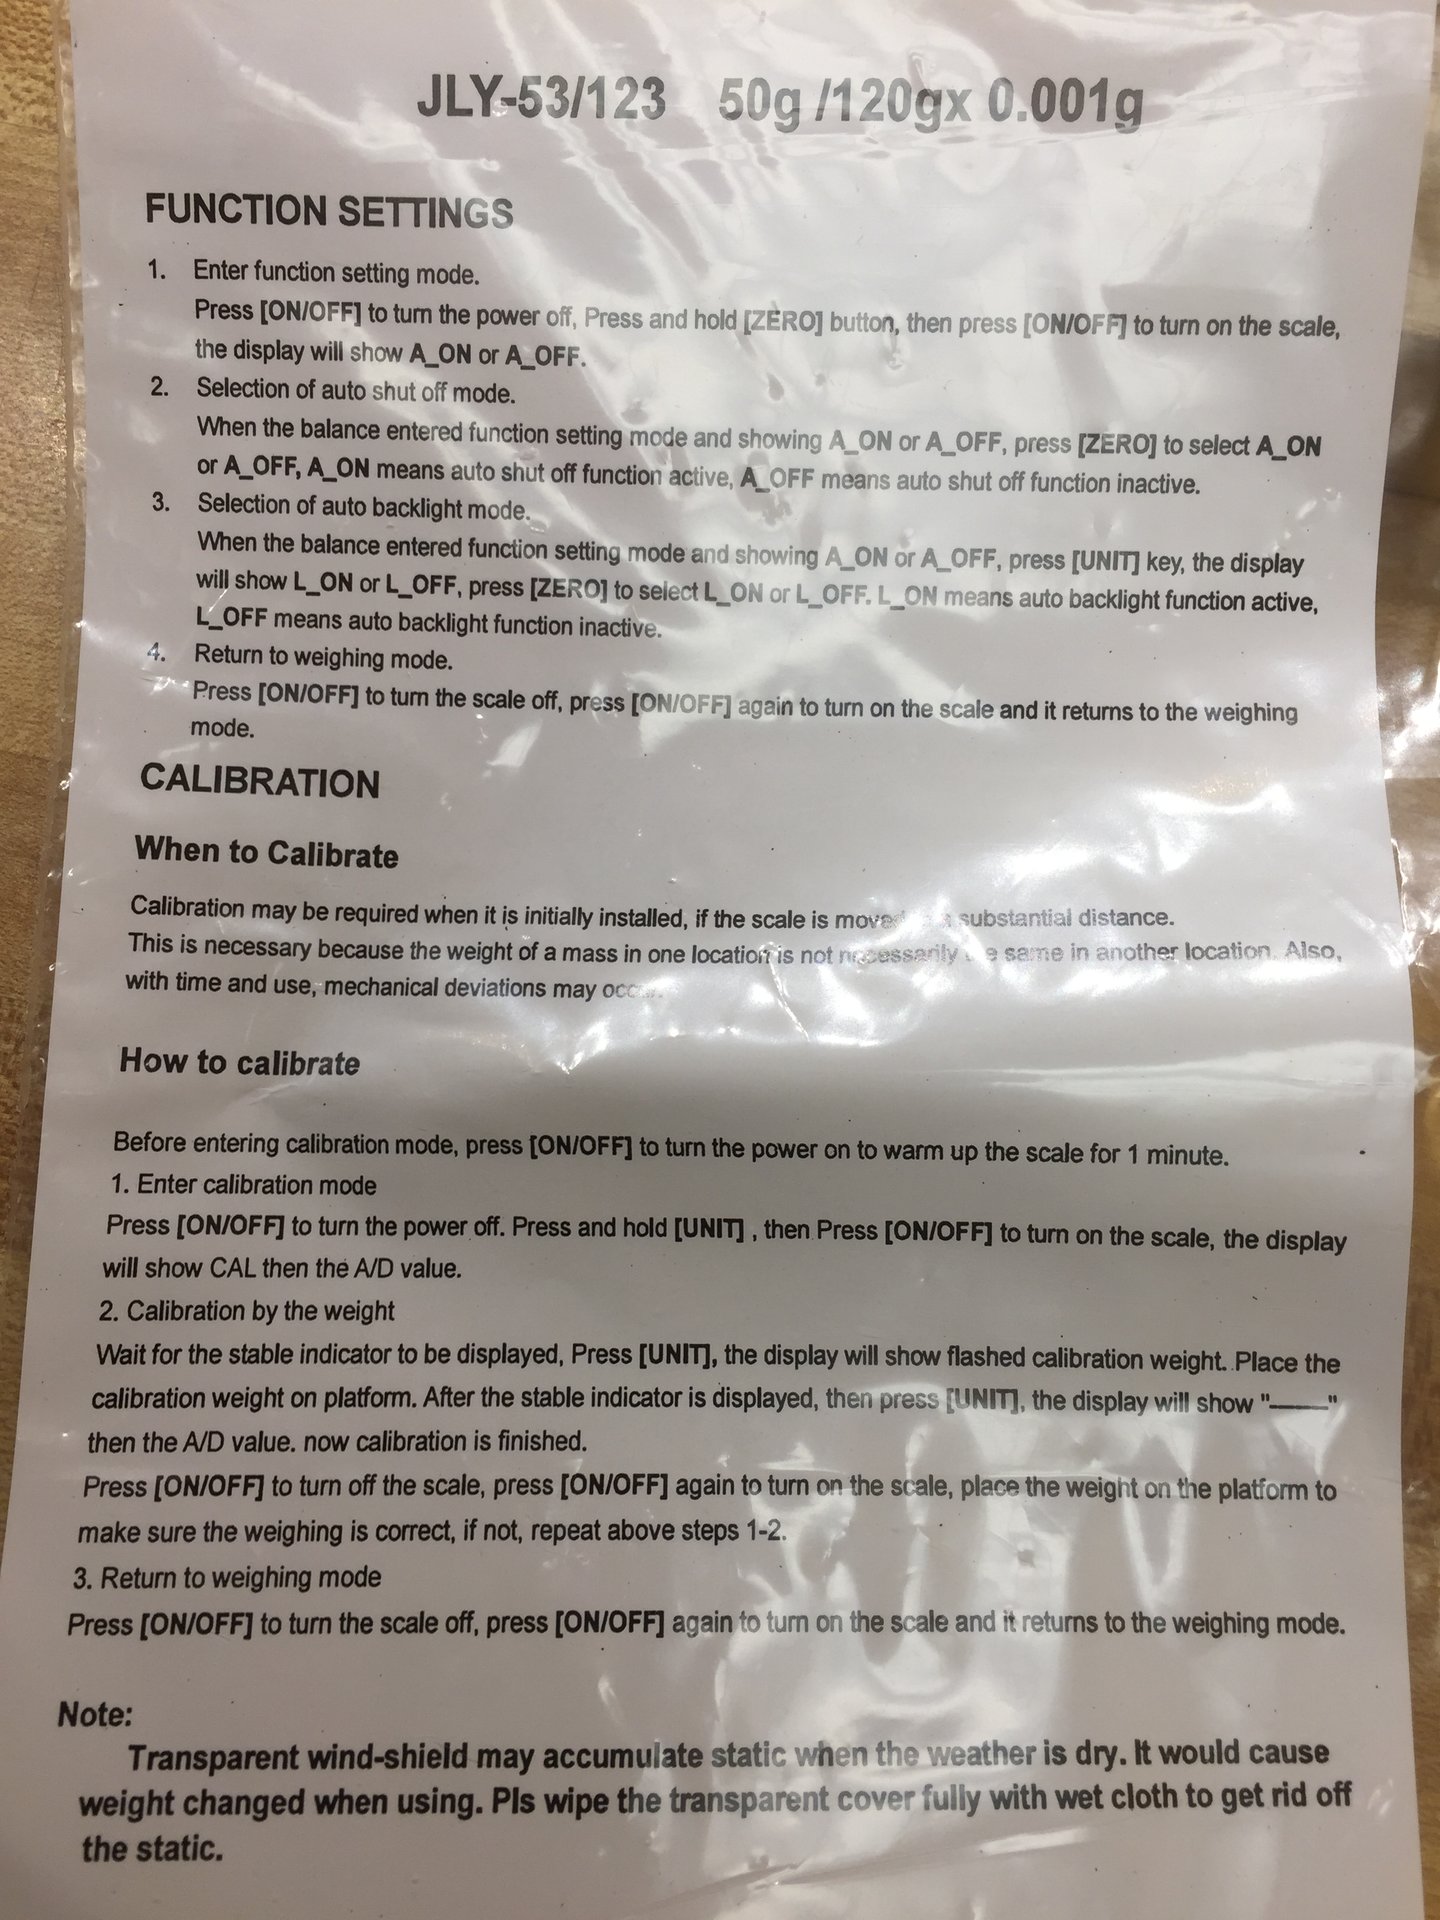 JLY-53/123 50g /120gx 0.001g
FUNCTION SETTINGS
1. Enter function setting mode.
Press [ON/OFF] to turn the power off, Press and hold [ZERO] button, then press [ON/OFF] to turn on the scale,
the display will show A_ON or A_OFF.
2. Selection of auto shut off mode.
When the balance entered function setting mode and showing A_ON or A_OFF, press [ZERO] to select A_ON
or A_OFF, A_ON means auto shut off function active, A_OFF means auto shut off function inactive.
3. Selection of auto backlight mode.
When the balance entered function setting mode and showing A_ON or A_OFF, press [UNIT] key, the display
will show L_ON or L_OFF, press [ZERO] to select L_ON or L_OFF. L_ON means auto backlight function active,
L_OFF means auto backlight function inactive.
4. Return to weighing mode.
Press [ON/OFF] to turn the scale off, press [ON/OFF] again to turn on the scale and it returns to the weighing
mode.
CALIBRATION
When to Calibrate
Calibration may be required when it is initially installed, if the scale is moved a substantial distance.
This is necessary because the weight of a mass in one location is not necessarily same in another location. Also,
with time and use, mechanical deviations may
How to calibrate
Before entering calibration mode, press [ON/OFF] to turn the power on to warm up the scale for 1 minute.
1. Enter calibration mode
Press [ON/OFF] to turn the power off. Press and hold [UNIT] , then Press [ON/OFF] to turn on the scale, the display
will show CAL then the A/D value.
2. Calibration by the weight
Wait for the stable indicator to be displayed, Press [UNIT], the display will show flashed calibration weight. Place the
calibration weight on platform. After the stable indicator is displayed, then press [UNIT], the display will show "——"
then the A/D value. now calibration is finished.
Press [ON/OFF] to turn off the scale, press [ON/OFF] again to turn on the scale, place the weight on the platform to
make sure the weighing is correct, if not, repeat above steps 1-2.
3. Return to weighing mode
Press [ON/OFF] to turn the scale off, press [ON/OFF] again to turn on the scale and it returns to the weighing mode.
Note:
Transparent wind-shield may accumulate static when the weather is dry. It would cause
weight changed when using. Pls wipe the transparent cover fully with wet cloth to get rid off
the static.